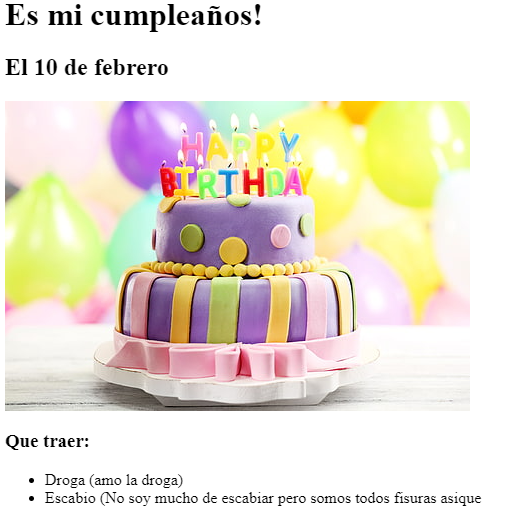 Es mi cumpleaños!
El 10 de febrero
HAPPY
BIRTHDAY
Que traer:
Droga (amo la droga)
Escabio (No soy mucho de escabiar pero somos todos fisuras asique